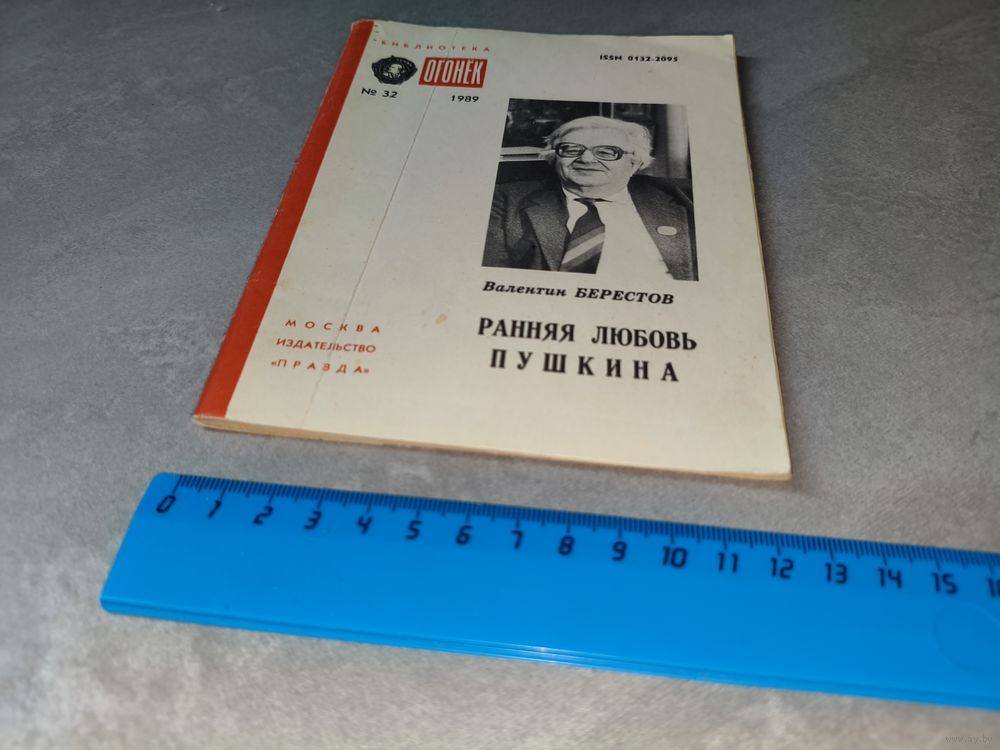 БИБЛИОТЕКА
ОГОНЁК
№ 32 1989
ISSN 0132-2095
Валентин БЕРЕСТОВ
РАННЯЯ ЛЮБОВЬ
ПУШКИНА
МОСКВА
ИЗДАТЕЛЬСТВО
«ПРАВДА»
0 1 2 3 4 5 6 7 8 9 10 11 12 13 14 15